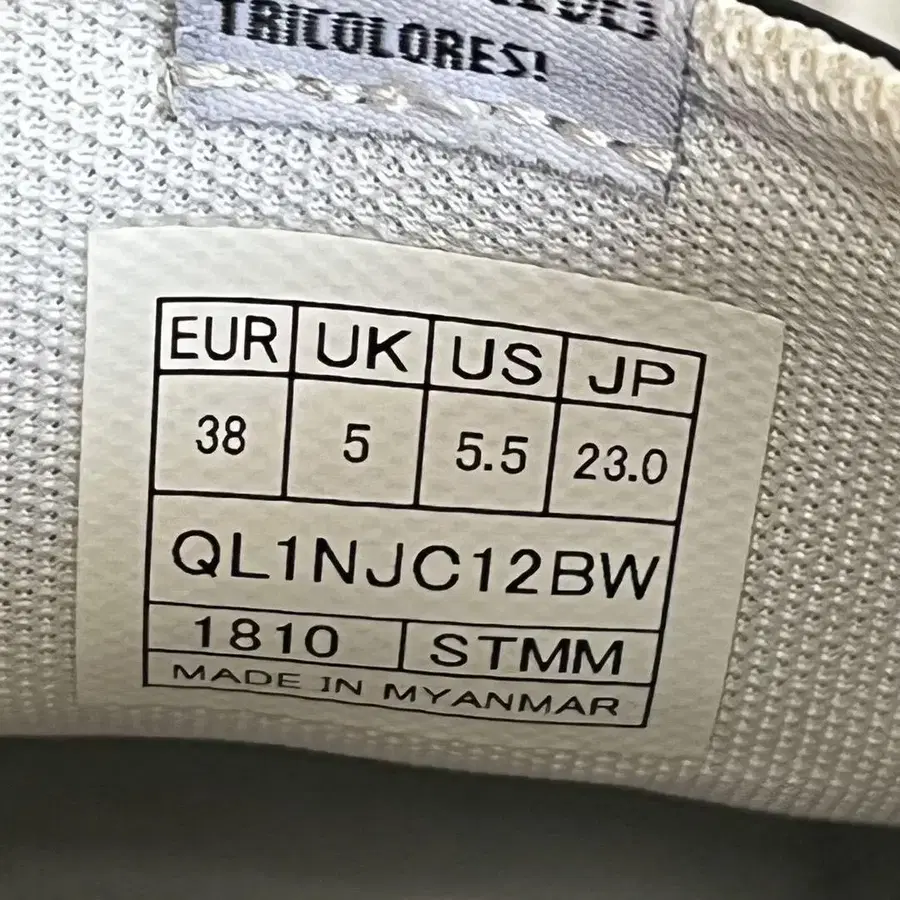 TRICOLORES!
EUR UK US JP
38 5 5.5 23.0
QL1NJC12BW
1810 STMM
MADE IN MYANMAR